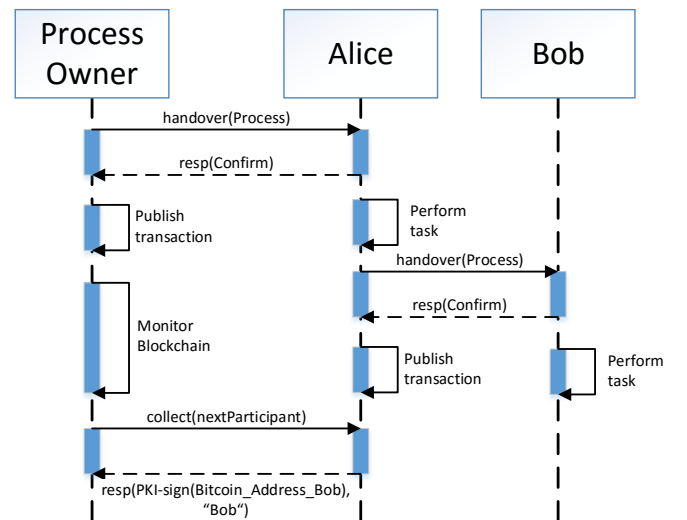 Process
Owner
Alice
Bob
handover(Process)
resp(Confirm)
Publish
transaction
Perform
task
handover(Process)
resp(Confirm)
Monitor
Blockchain
Publish
transaction
Perform
task
collect(nextParticipant)
resp(PKI-sign(Bitcoin_Address_Bob),
“Bob“)